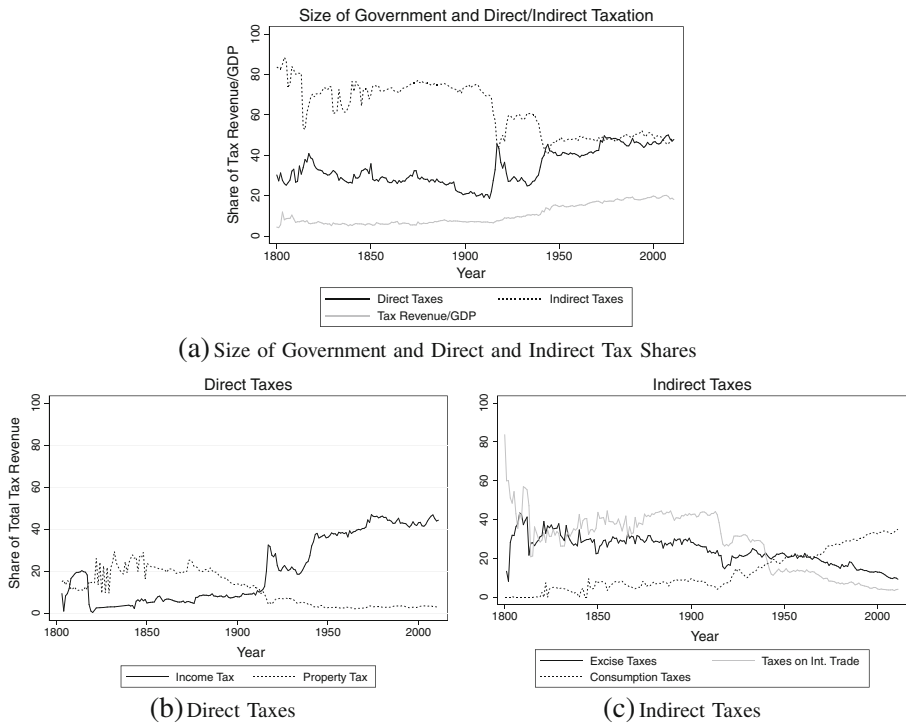 Size of Government and Direct/Indirect Taxation
Share of Tax Revenue/GDP
100
80
60
40
20
0
1800 1850 1900 1950 2000
Year
Direct Taxes Indirect Taxes
Tax Revenue/GDP
(a) Size of Government and Direct and Indirect Tax Shares
Direct Taxes
Share of Total Tax Revenue
100
80
60
40
20
0
1800 1850 1900 1950 2000
Year
Income Tax Property Tax
(b) Direct Taxes
Indirect Taxes
100
80
60
40
20
0
1800 1850 1900 1950 2000
Year
Excise Taxes Taxes on Int. Trade
Consumption Taxes
(c) Indirect Taxes